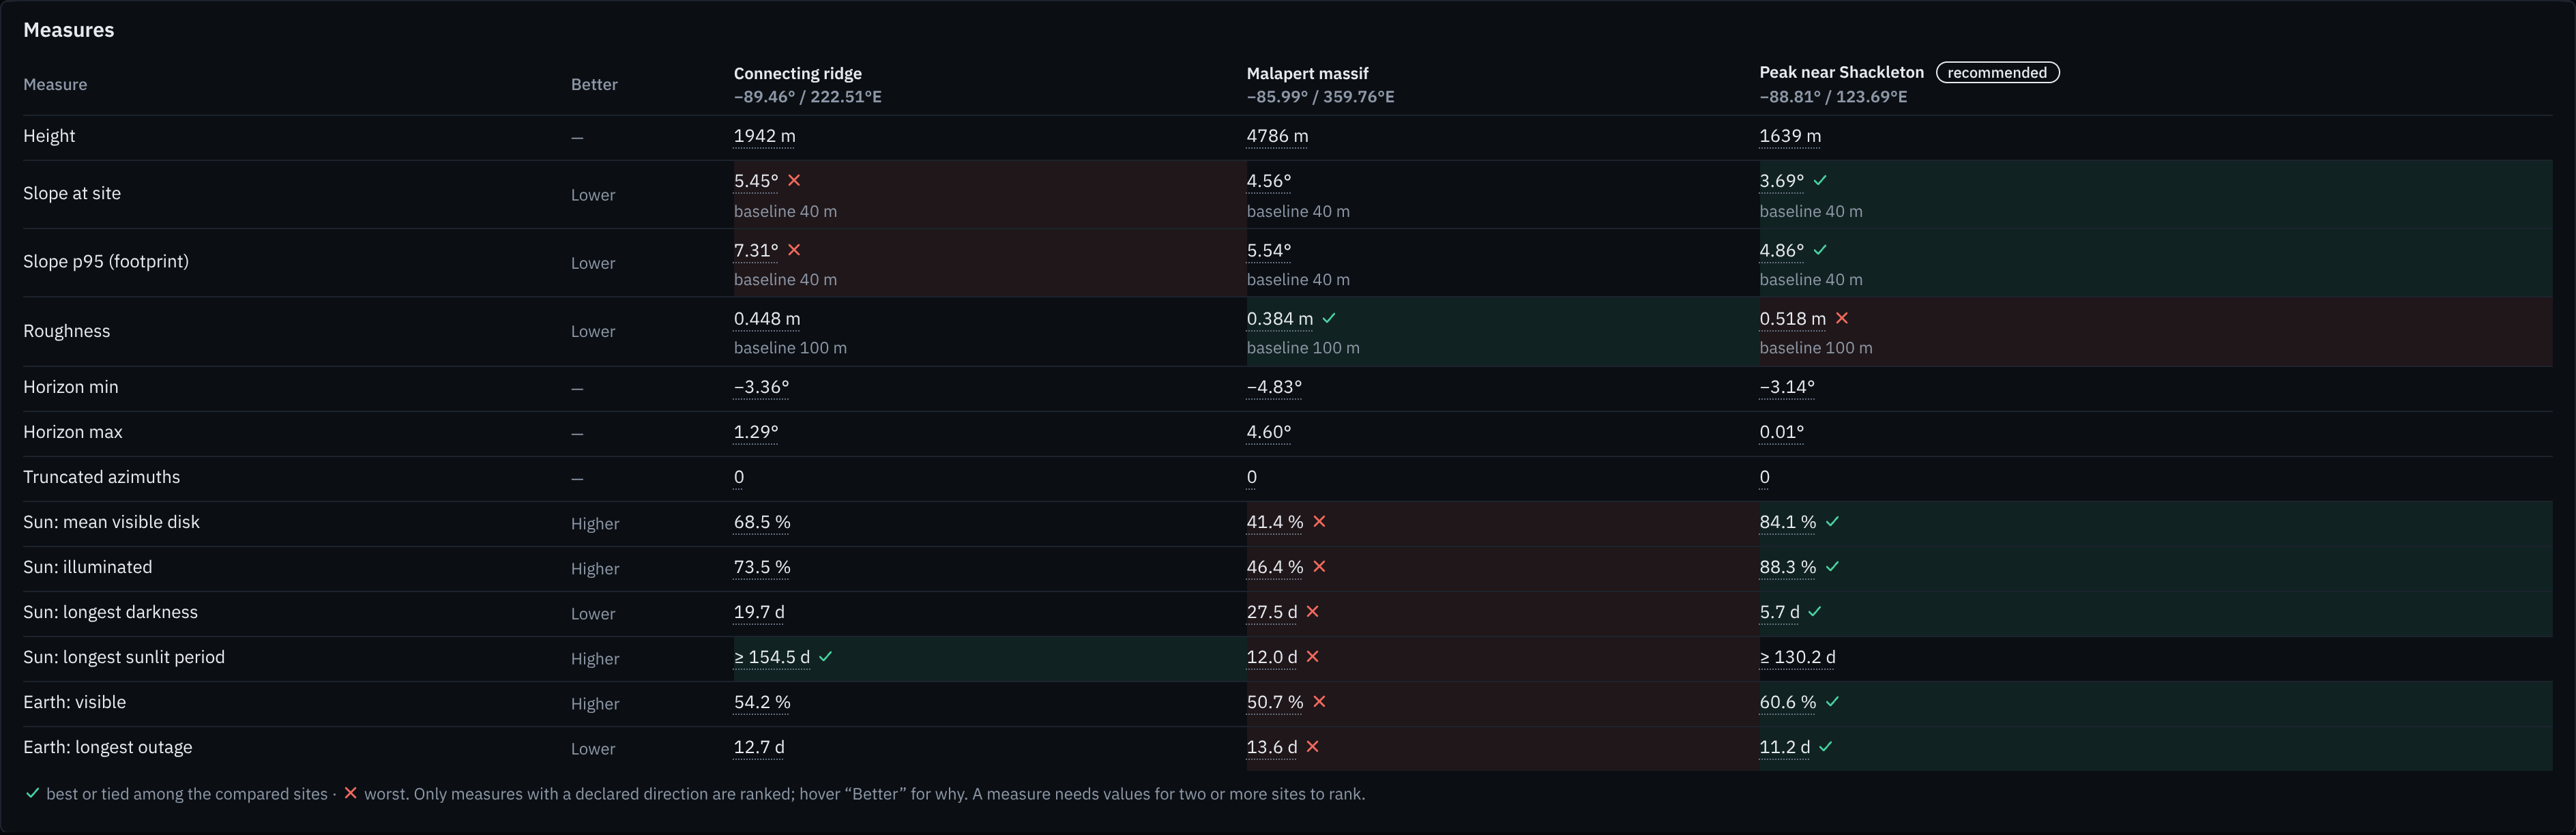 Measures
Measure Better Connecting ridge Malapert massif Peak near Shackleton recommended
−89.46° / 222.51°E −85.99° / 359.76°E −88.81° / 123.69°E
Height — 1942 m 4786 m 1639 m
Slope at site Lower 5.45° ✕ 4.56° 3.69° ✓
baseline 40 m baseline 40 m baseline 40 m
Slope p95 (footprint) Lower 7.31° ✕ 5.54° 4.86° ✓
baseline 40 m baseline 40 m baseline 40 m
Roughness Lower 0.448 m 0.384 m ✓ 0.518 m ✕
baseline 100 m baseline 100 m baseline 100 m
Horizon min — −3.36° −4.83° −3.14°
Horizon max — 1.29° 4.60° 0.01°
Truncated azimuths — 0 0 0
Sun: mean visible disk Higher 68.5 % 41.4 % ✕ 84.1 % ✓
Sun: illuminated Higher 73.5 % 46.4 % ✕ 88.3 % ✓
Sun: longest darkness Lower 19.7 d 27.5 d ✕ 5.7 d ✓
Sun: longest sunlit period Higher ≥ 154.5 d ✓ 12.0 d ✕ ≥ 130.2 d
Earth: visible Higher 54.2 % 50.7 % ✕ 60.6 % ✓
Earth: longest outage Lower 12.7 d 13.6 d ✕ 11.2 d ✓
✓ best or tied among the compared sites · ✕ worst. Only measures with a declared direction are ranked; hover “Better” for why. A measure needs values for two or more sites to rank.